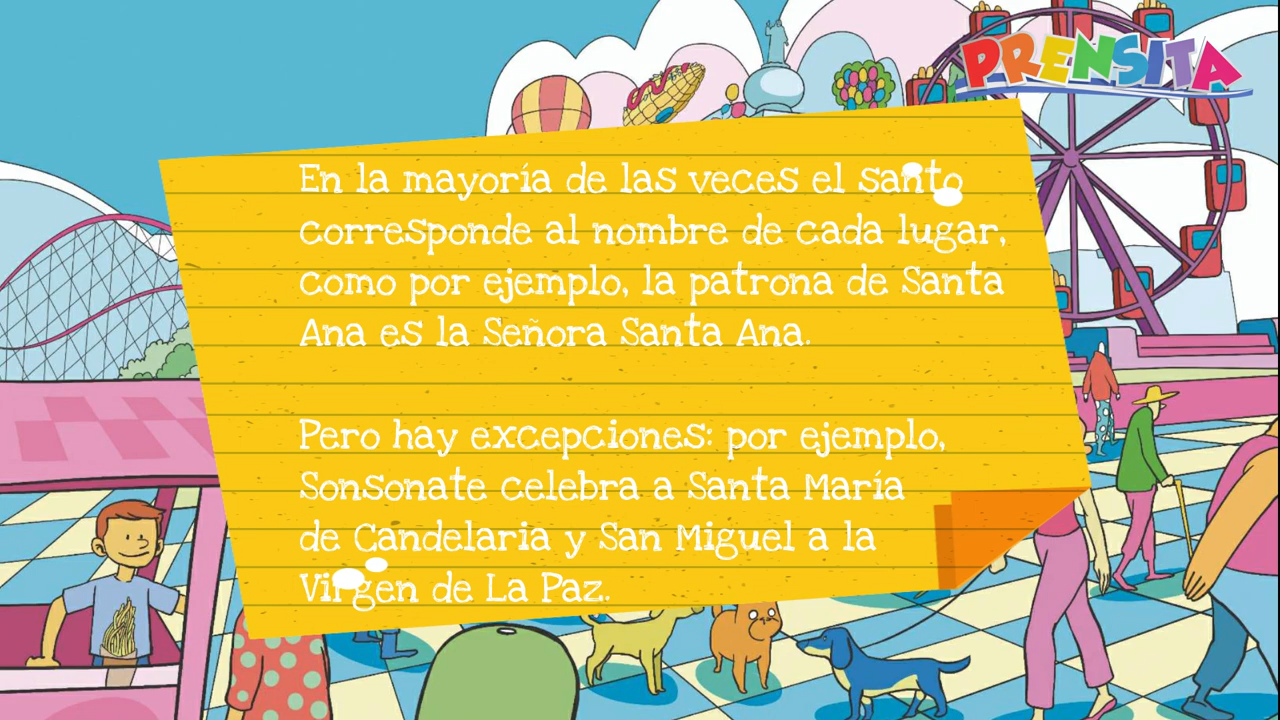 PRENSITA
En la mayoría de las veces el santo
corresponde al nombre de cada lugar,
como por ejemplo, la patrona de Santa
Ana es la Señora Santa Ana.
Pero hay excepciones: por ejemplo,
Sonsonate celebra a Santa María
de Candelaria y San Miguel a la
Virgen de La Paz.